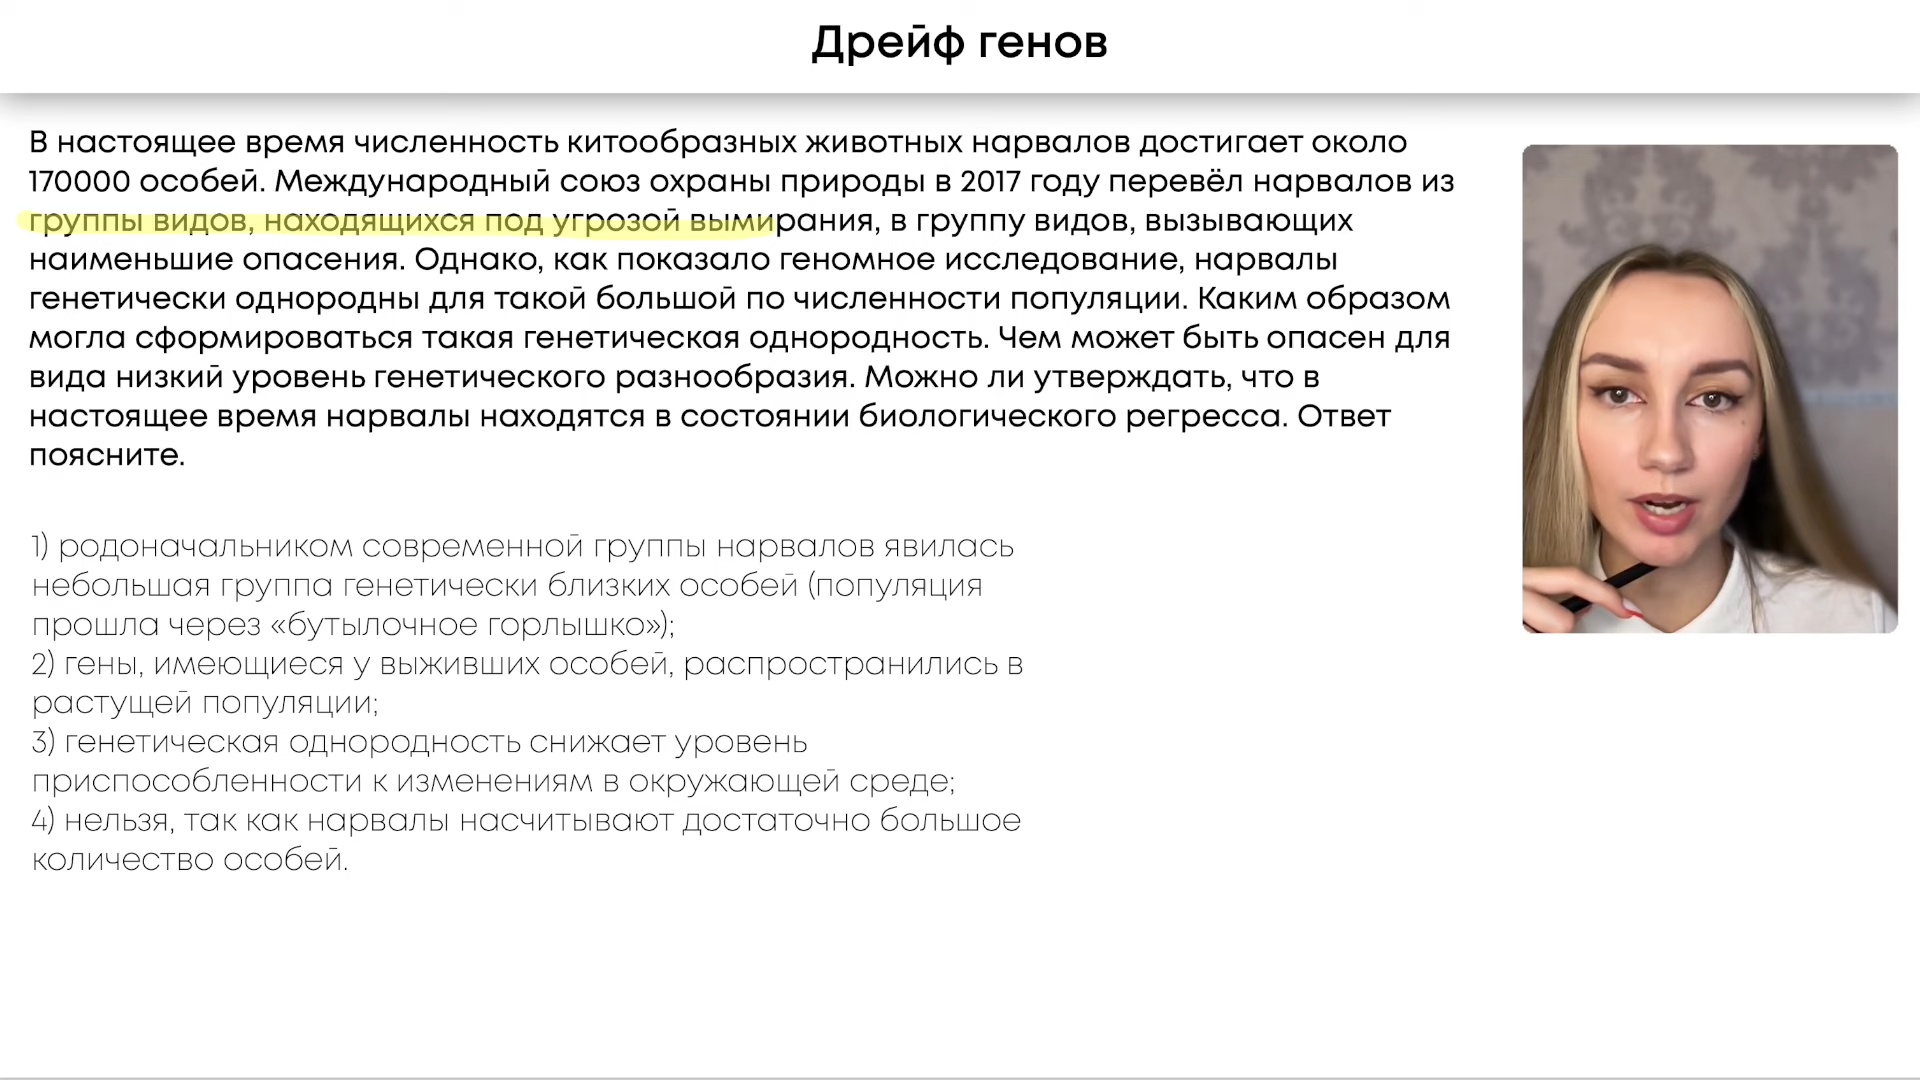 Дрейф генов
В настоящее время численность китообразных животных нарвалов достигает около
170000 особей. Международный союз охраны природы в 2017 году перевёл нарвалов из
группы видов, находящихся под угрозой вымирания, в группу видов, вызывающих
наименьшие опасения. Однако, как показало геномное исследование, нарвалы
генетически однородны для такой большой по численности популяции. Каким образом
могла сформироваться такая генетическая однородность. Чем может быть опасен для
вида низкий уровень генетического разнообразия. Можно ли утверждать, что в
настоящее время нарвалы находятся в состоянии биологического регресса. Ответ
поясните.
1) родоначальником современной группы нарвалов явилась
небольшая группа генетически близких особей (популяция
прошла через «бутылочное горлышко»);
2) гены, имеющиеся у выживших особей, распространились в
растущей популяции;
3) генетическая однородность снижает уровень
приспособленности к изменениям в окружающей среде;
4) нельзя, так как нарвалы насчитывают достаточно большое
количество особей.